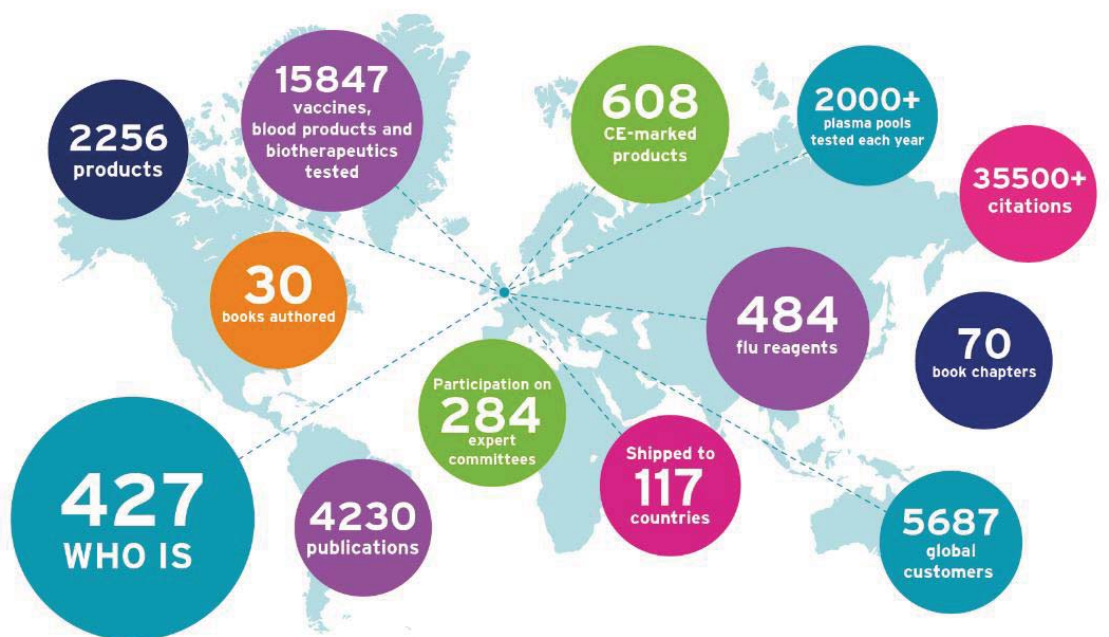 2256
products
15847
vaccines,
blood products and
biotherapeutics
tested
608
CE-marked
products
2000+
plasma pools
tested each year
35500+
citations
30
books authored
484
flu reagents
70
book chapters
Participation on
284
expert
committees
Shipped to
117
countries
427
WHO IS
4230
publications
5687
global
customers